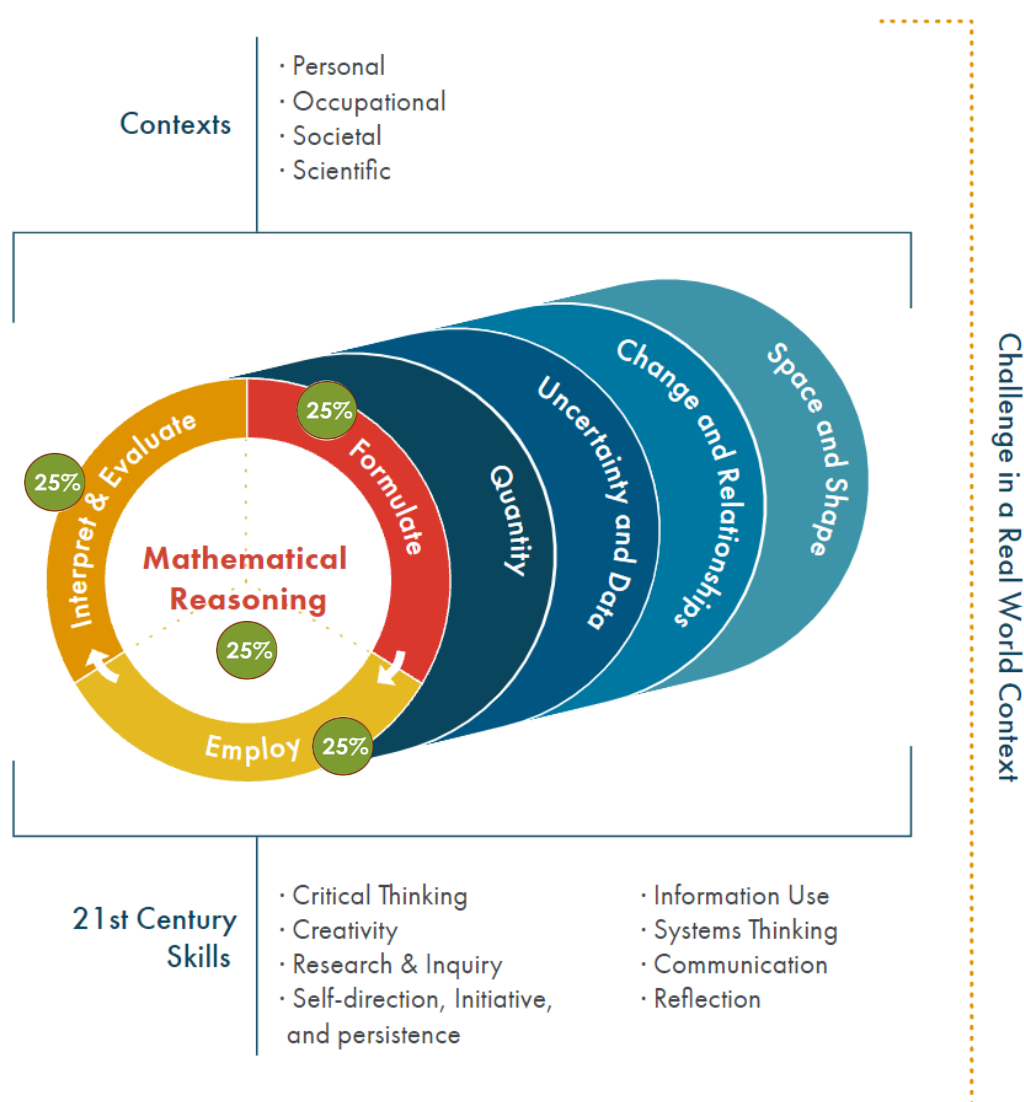 · Personal
· Occupational
Contexts
· Societal
· Scientific
Challenge in a Real World Context
Space and Shape
Change and Relationships
Uncertainty and Data
Quantity
25%
Formulate
25%
Interpret & Evaluate
Mathematical
Reasoning
25%
Employ
25%
21st Century
Skills
· Critical Thinking
· Creativity
· Research & Inquiry
· Self-direction, Initiative,
and persistence
· Information Use
· Systems Thinking
· Communication
· Reflection